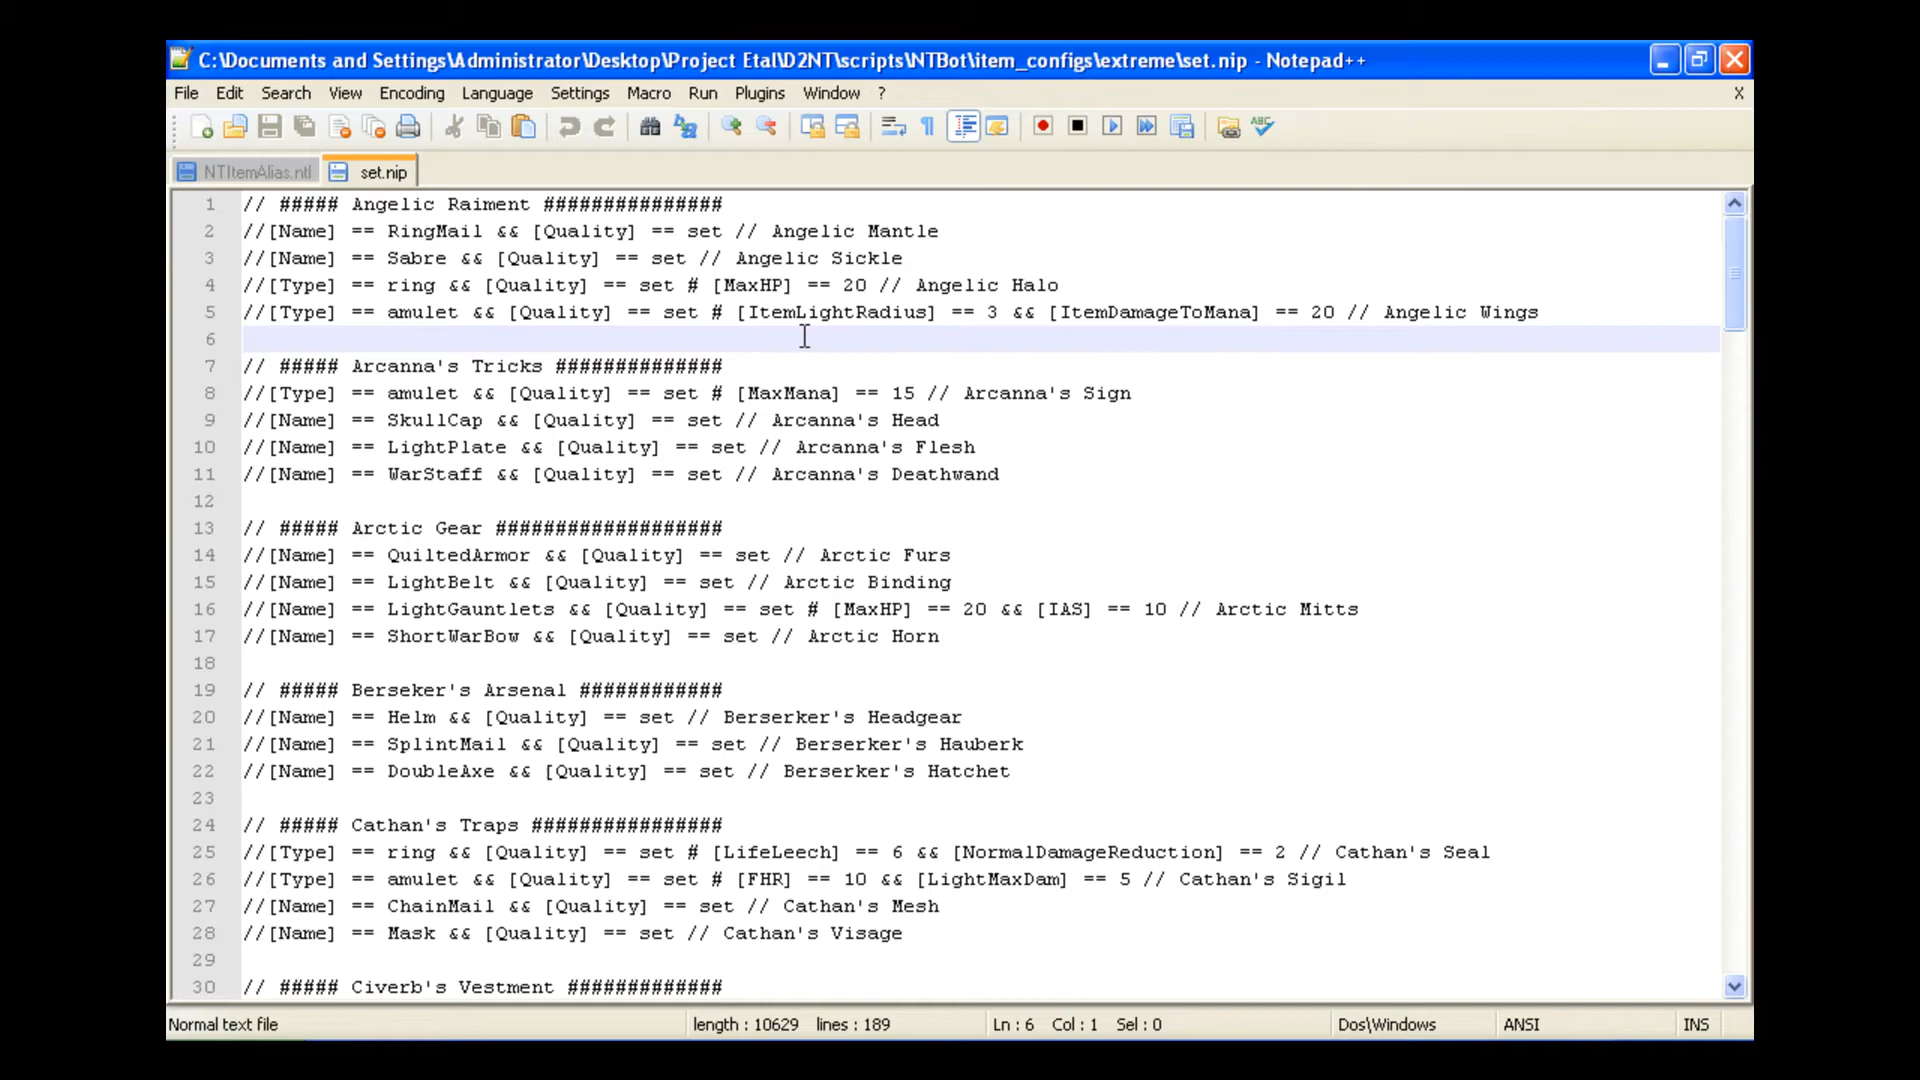 C:\Documents and Settings\Administrator\Desktop\Project Etal\D2NT\scripts\NTBot\item_configs\extreme\set.nip - Notepad++
File Edit Search View Encoding Language Settings Macro Run Plugins Window ? X
NTItemAlias.ntl set.nip
1 // ##### Angelic Raiment ###############
2 //[Name] == RingMail && [Quality] == set // Angelic Mantle
3 //[Name] == Sabre && [Quality] == set // Angelic Sickle
4 //[Type] == ring && [Quality] == set # [MaxHP] == 20 // Angelic Halo
5 //[Type] == amulet && [Quality] == set # [ItemLightRadius] == 3 && [ItemDamageToMana] == 20 // Angelic Wings
6
7 // ##### Arcanna's Tricks ##############
8 //[Type] == amulet && [Quality] == set # [MaxMana] == 15 // Arcanna's Sign
9 //[Name] == SkullCap && [Quality] == set // Arcanna's Head
10 //[Name] == LightPlate && [Quality] == set // Arcanna's Flesh
11 //[Name] == WarStaff && [Quality] == set // Arcanna's Deathwand
12
13 // ##### Arctic Gear ###################
14 //[Name] == QuiltedArmor && [Quality] == set // Arctic Furs
15 //[Name] == LightBelt && [Quality] == set // Arctic Binding
16 //[Name] == LightGauntlets && [Quality] == set # [MaxHP] == 20 && [IAS] == 10 // Arctic Mitts
17 //[Name] == ShortWarBow && [Quality] == set // Arctic Horn
18
19 // ##### Berseker's Arsenal ############
20 //[Name] == Helm && [Quality] == set // Berserker's Headgear
21 //[Name] == SplintMail && [Quality] == set // Berserker's Hauberk
22 //[Name] == DoubleAxe && [Quality] == set // Berserker's Hatchet
23
24 // ##### Cathan's Traps ################
25 //[Type] == ring && [Quality] == set # [LifeLeech] == 6 && [NormalDamageReduction] == 2 // Cathan's Seal
26 //[Type] == amulet && [Quality] == set # [FHR] == 10 && [LightMaxDam] == 5 // Cathan's Sigil
27 //[Name] == ChainMail && [Quality] == set // Cathan's Mesh
28 //[Name] == Mask && [Quality] == set // Cathan's Visage
29
30 // ##### Civerb's Vestment #############
Normal text file length : 10629 lines : 189 Ln : 6 Col : 1 Sel : 0 Dos\Windows ANSI INS